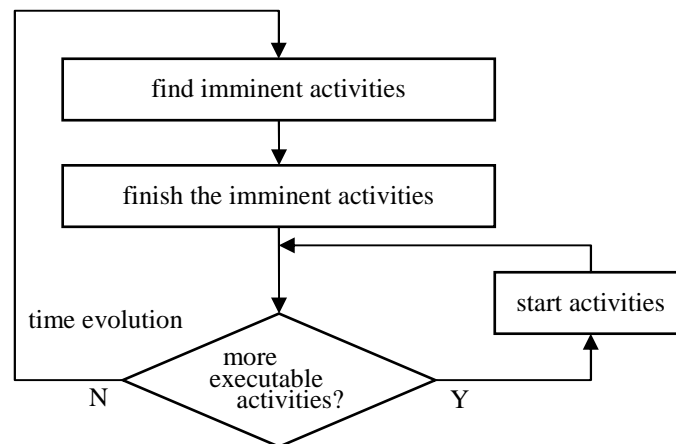 find imminent activities
finish the imminent activities
start activities
time evolution
more
executable
activities?
N
Y